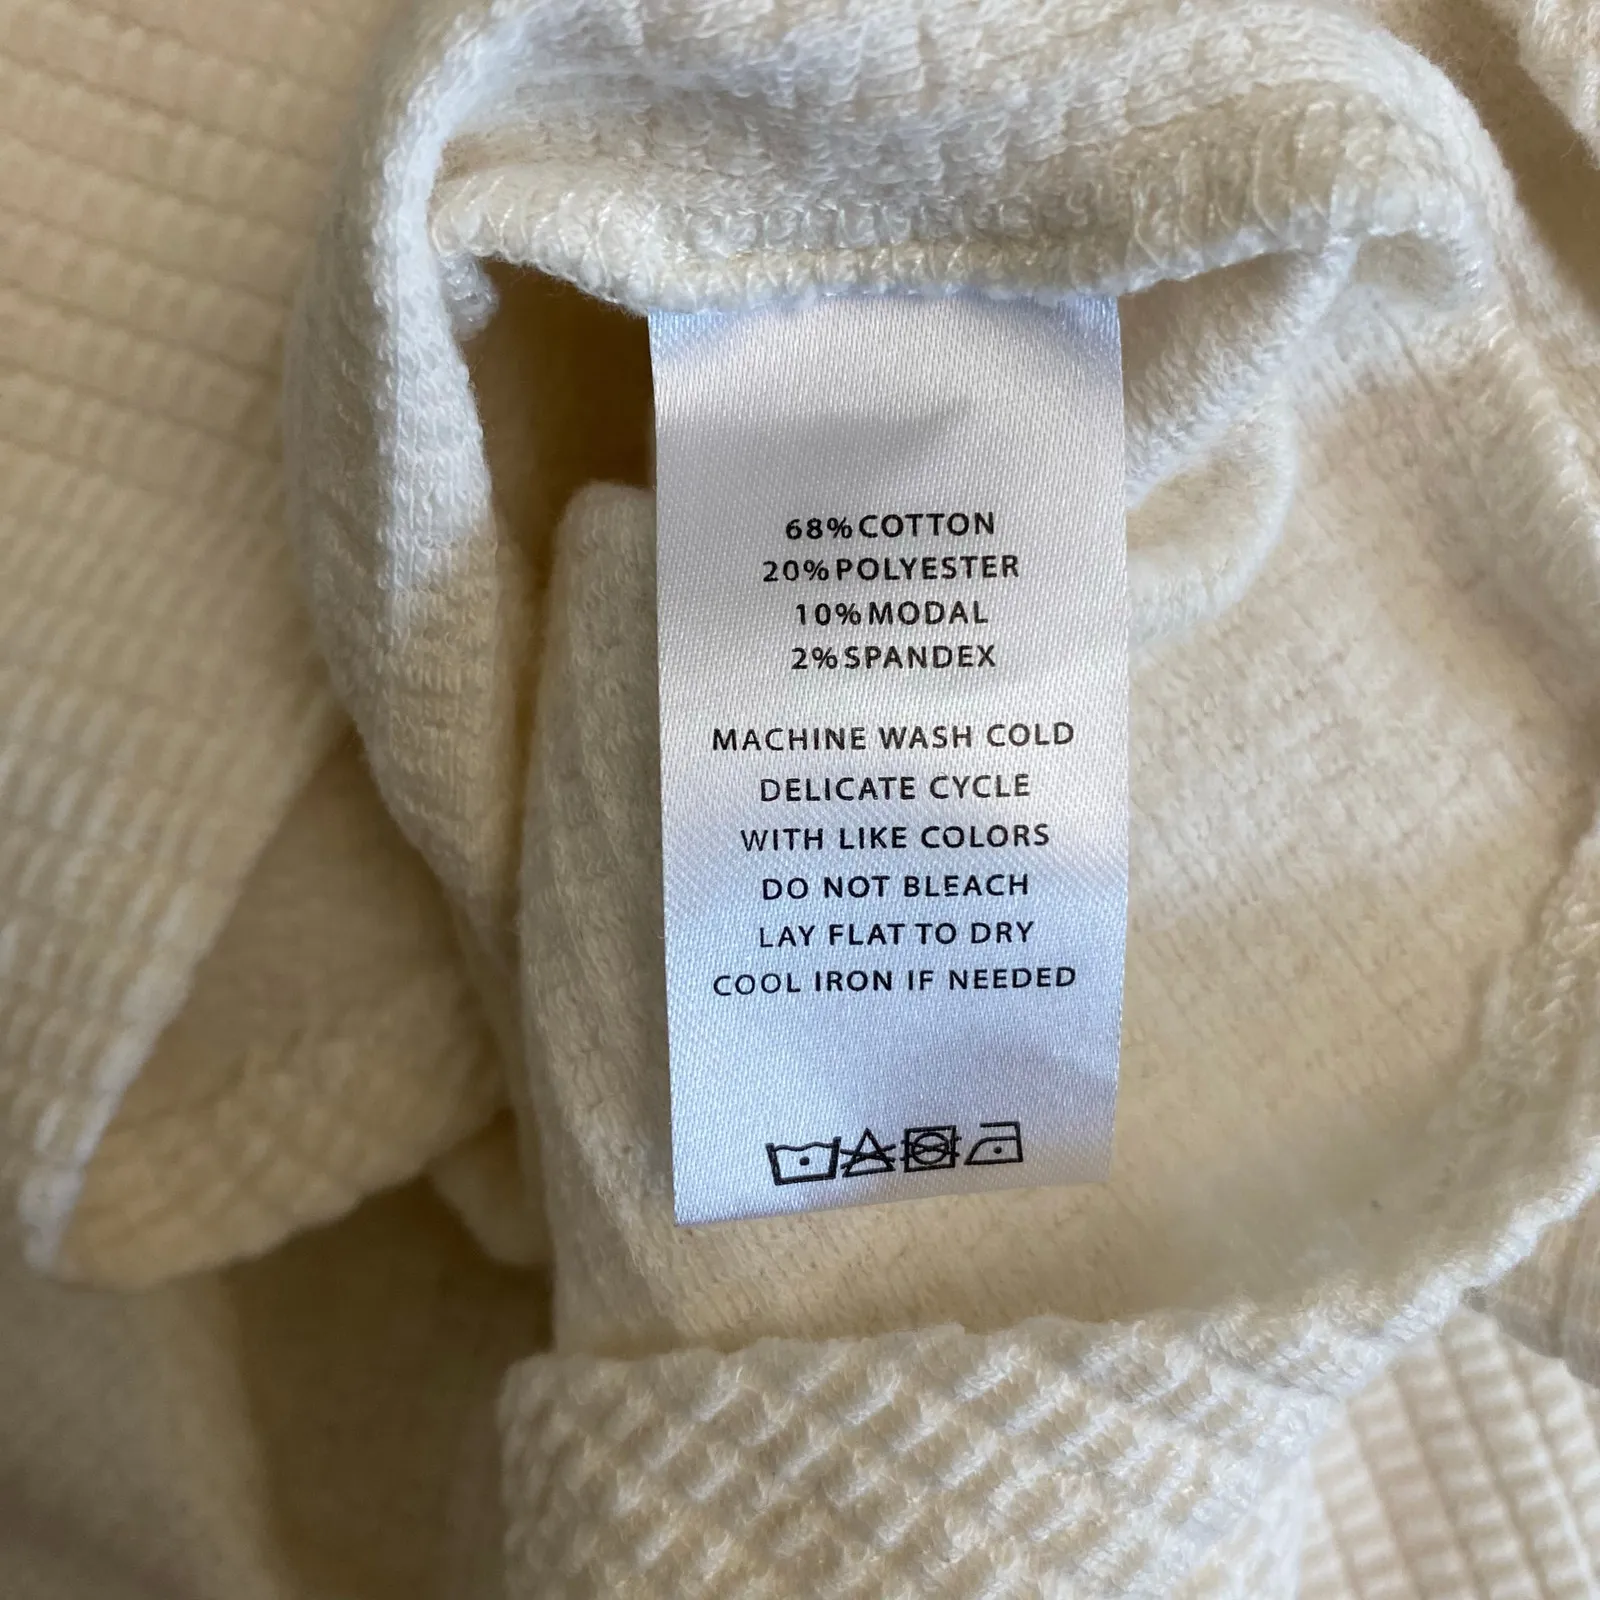 68% COTTON
20% POLYESTER
10% MODAL
2% SPANDEX
MACHINE WASH COLD
DELICATE CYCLE
WITH LIKE COLORS
DO NOT BLEACH
LAY FLAT TO DRY
COOL IRON IF NEEDED